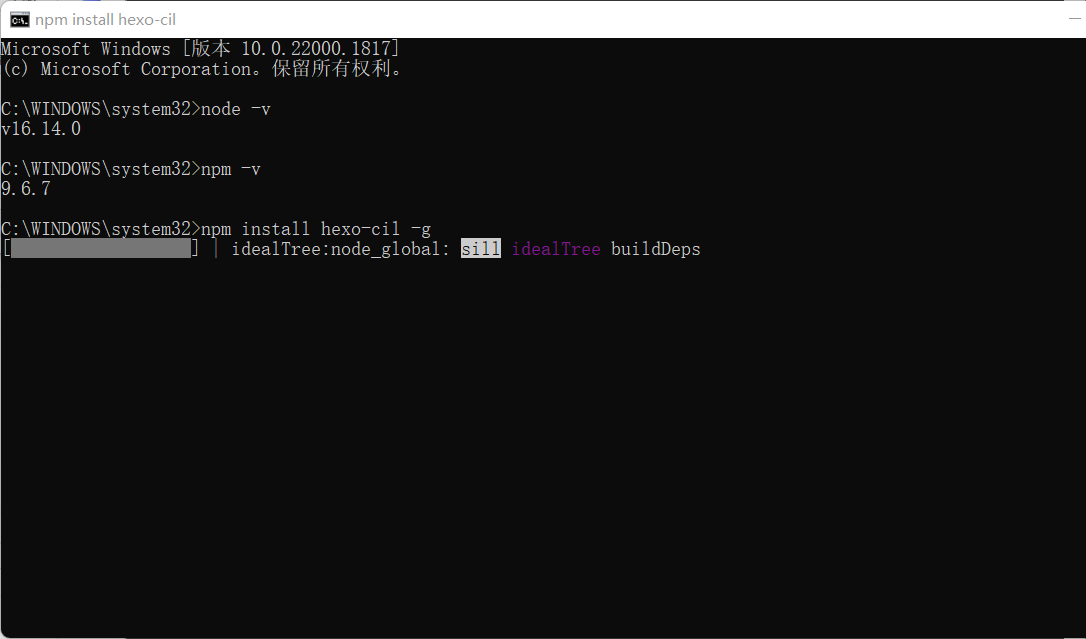 npm install hexo-cil
Microsoft Windows [版本 10.0.22000.1817]
(c) Microsoft Corporation。保留所有权利。
C:\WINDOWS\system32>node -v
v16.14.0
C:\WINDOWS\system32>npm -v
9.6.7
C:\WINDOWS\system32>npm install hexo-cil -g
[                  ] | idealTree:node_global: sill idealTree buildDeps